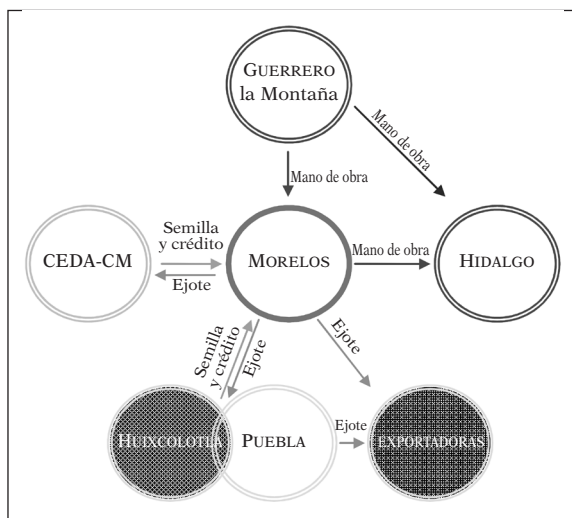 GUERRERO
la Montaña
Mano de obra
Mano de obra
Semilla
y crédito
CEDA-CM
Ejote
MORELOS
Mano de obra
HIDALGO
Semilla
y crédito
Ejote
Ejote
HUIXCOLOTLA
PUEBLA
Ejote
EXPORTADORAS